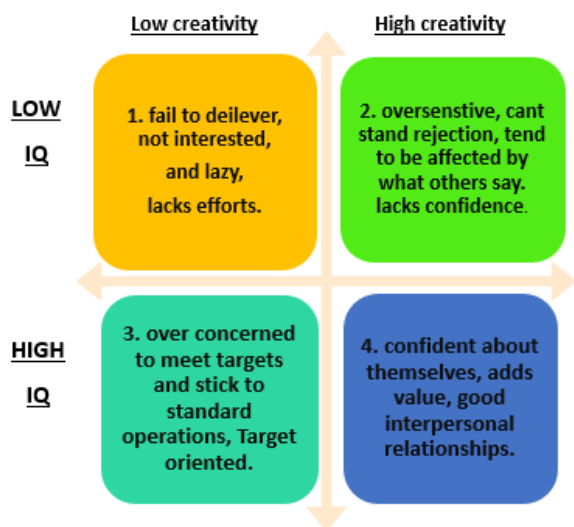 Low creativity
High creativity
LOW
IQ
1. fail to deilever,
not interested,
and lazy,
lacks efforts.
2. oversenstive, cant
stand rejection, tend
to be affected by
what others say.
lacks confidence.
HIGH
IQ
3. over concerned
to meet targets
and stick to
standard
operations, Target
oriented.
4. confident about
themselves, adds
value, good
interpersonal
relationships.